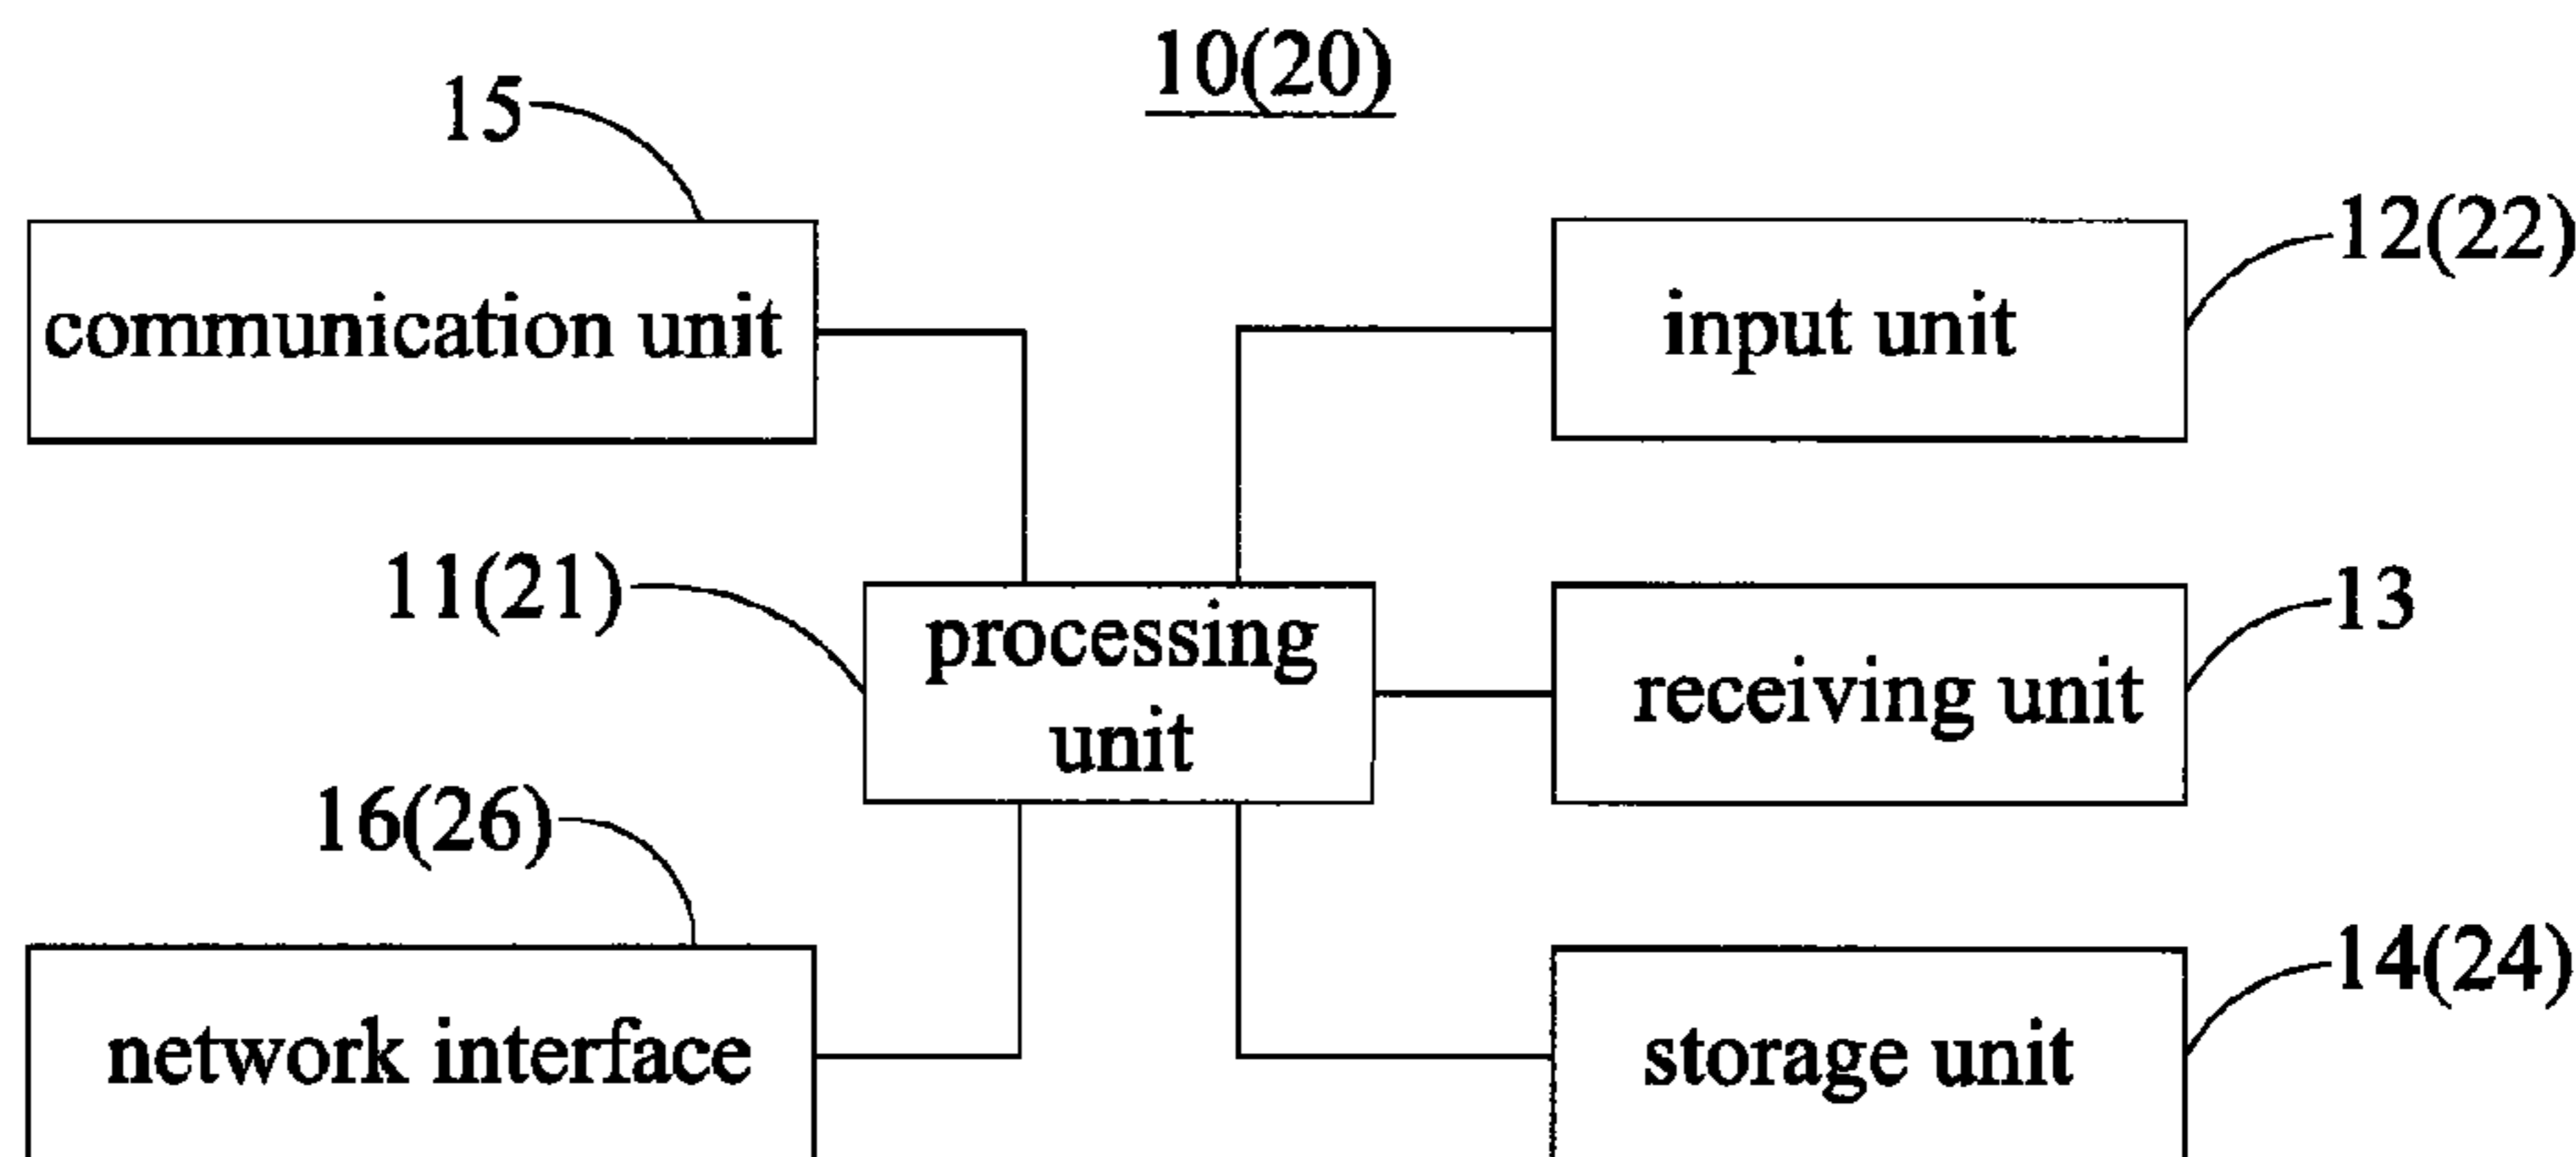 10(20)
15
communication unit
input unit
12(22)
11(21)
processing
unit
receiving unit
13
16(26)
network interface
storage unit
14(24)